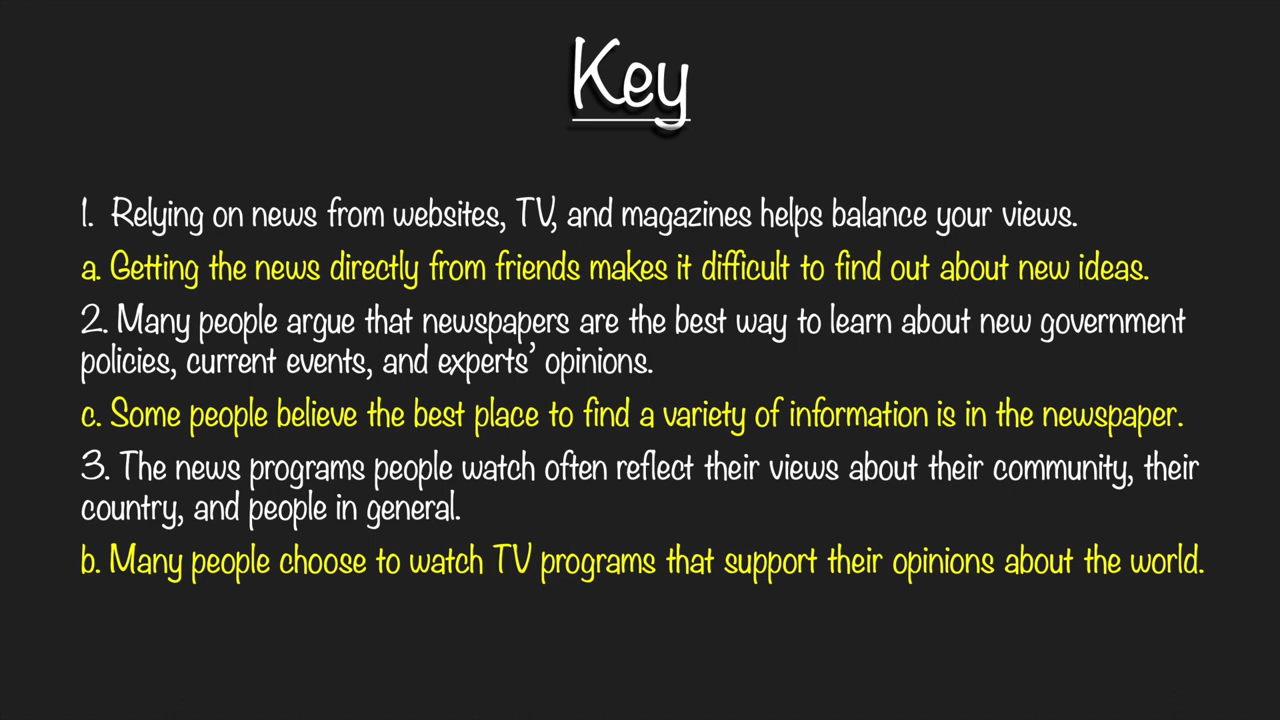 Key
1. Relying on news from websites, TV, and magazines helps balance your views.
a. Getting the news directly from friends makes it difficult to find out about new ideas.
2. Many people argue that newspapers are the best way to learn about new government
policies, current events, and experts' opinions.
c. Some people believe the best place to find a variety of information is in the newspaper.
3. The news programs people watch often reflect their views about their community, their
country, and people in general.
b. Many people choose to watch TV programs that support their opinions about the world.